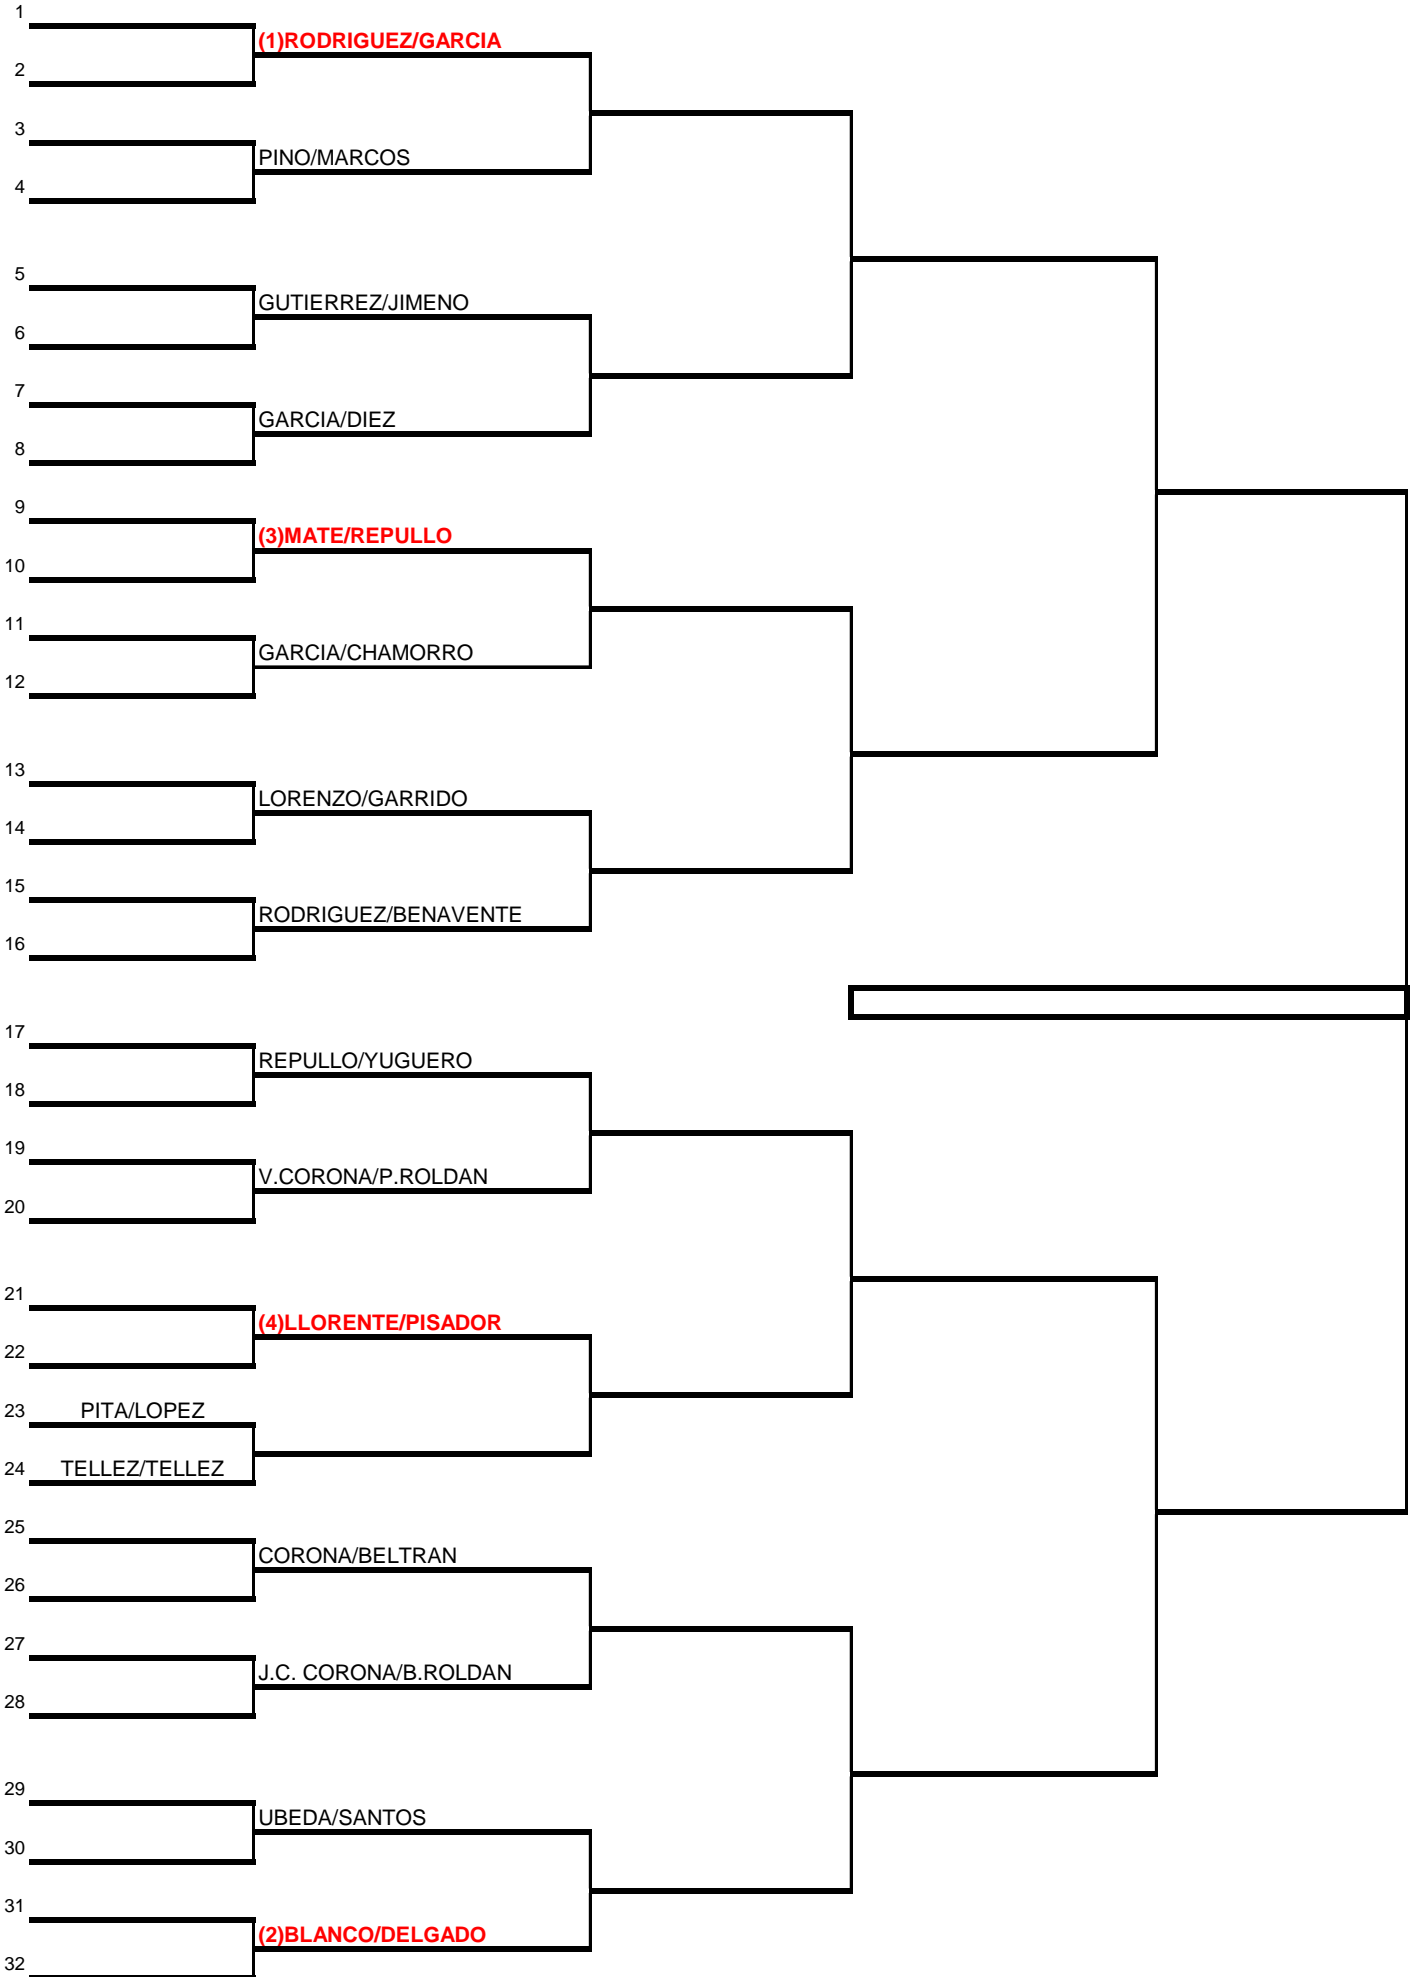 1
(1)RODRIGUEZ/GARCIA
2
3
PINO/MARCOS
4
5
GUTIERREZ/JIMENO
6
7
GARCIA/DIEZ
8
9
(3)MATE/REPULLO
10
11
GARCIA/CHAMORRO
12
13
LORENZO/GARRIDO
14
15
RODRIGUEZ/BENAVENTE
16
17
REPULLO/YUGUERO
18
19
V.CORONA/P.ROLDAN
20
21
(4)LLORENTE/PISADOR
22
23 PITA/LOPEZ
24 TELLEZ/TELLEZ
25
CORONA/BELTRAN
26
27
J.C. CORONA/B.ROLDAN
28
29
UBEDA/SANTOS
30
31
(2)BLANCO/DELGADO
32